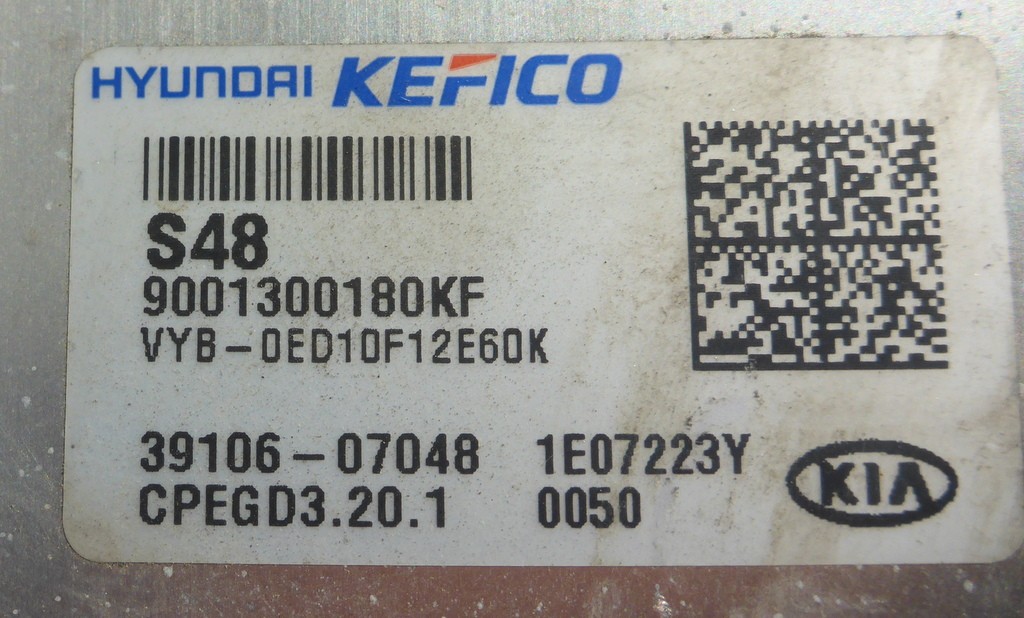 HYUNDAI KEFICO
S48
9001300180KF
VYB-0ED10F12E60K
39106-07048 1E07223Y
CPEGD3.20.1 0050
KIA